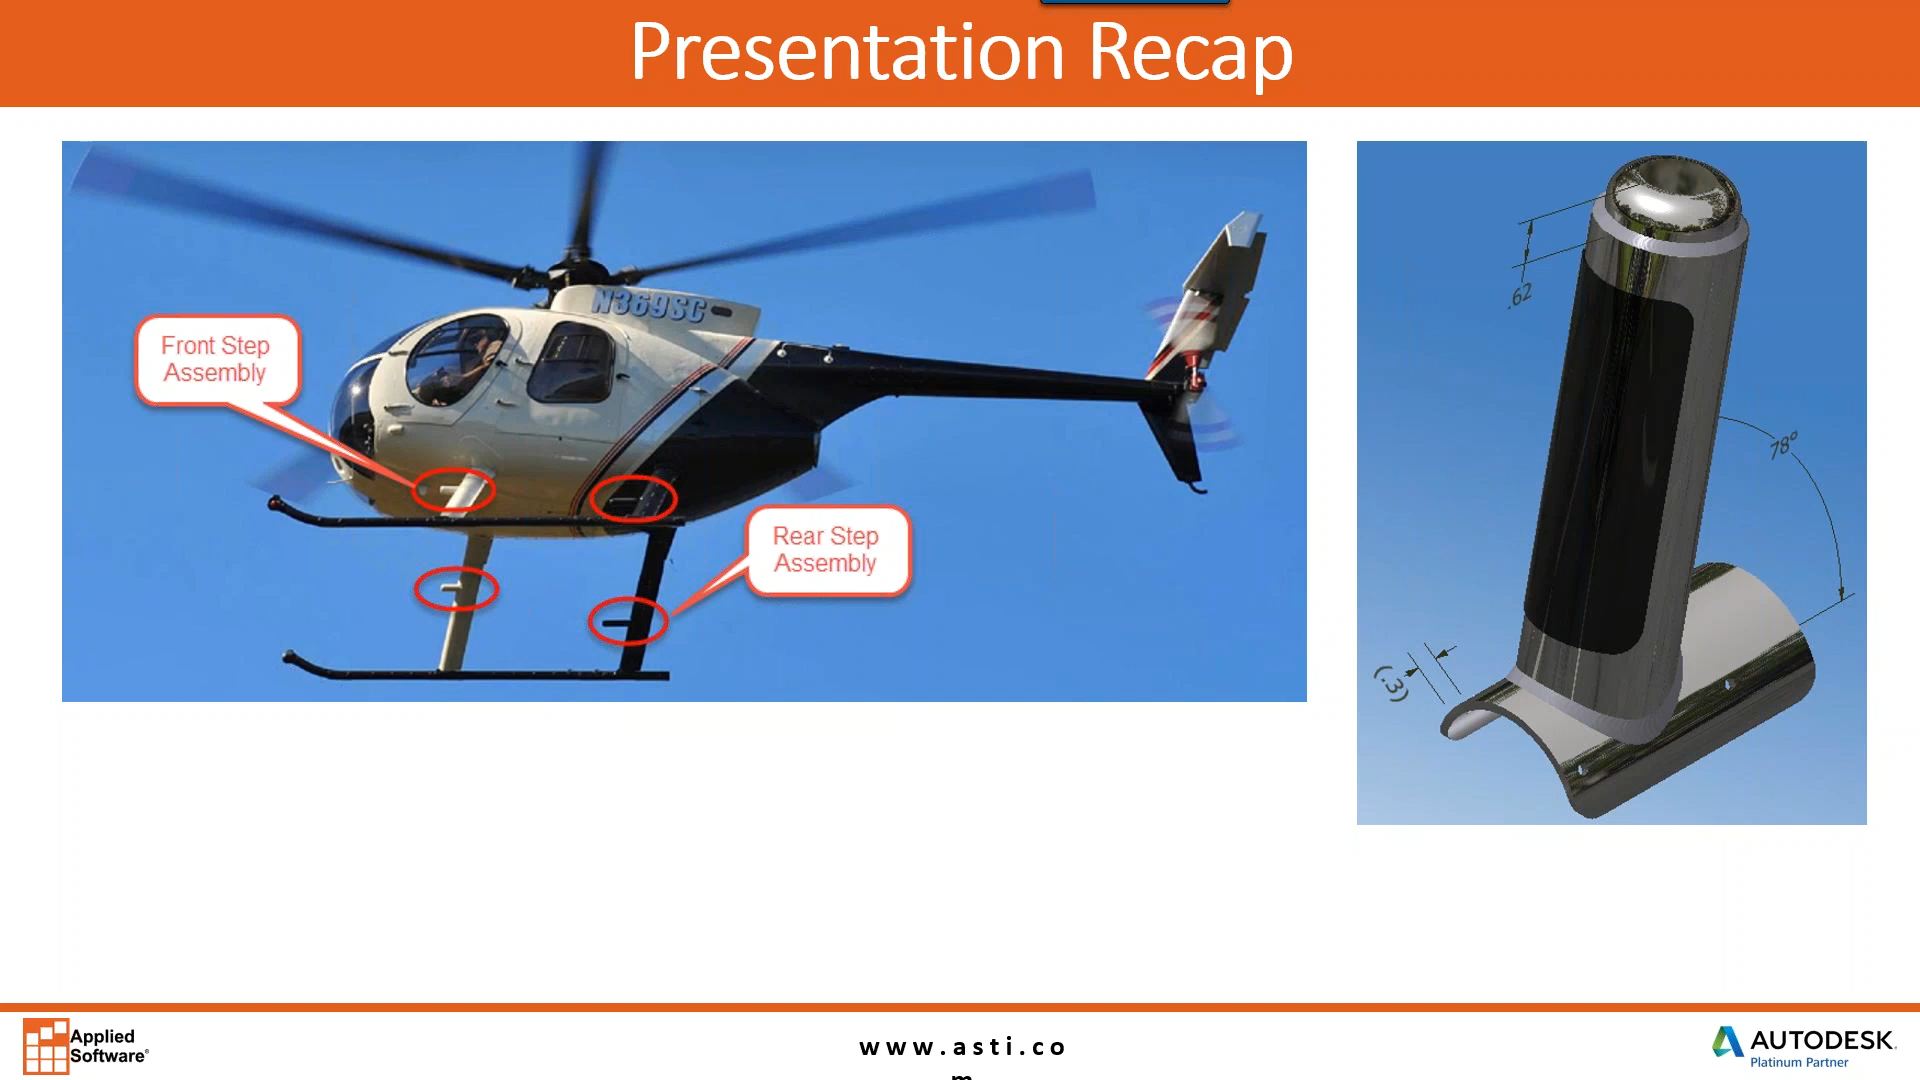 Presentation Recap
N369SC
Front Step
Assembly
Rear Step
Assembly
.62
78°
(.3)
Applied
Software®
www.asti.co
m
AUTODESK.
Platinum Partner